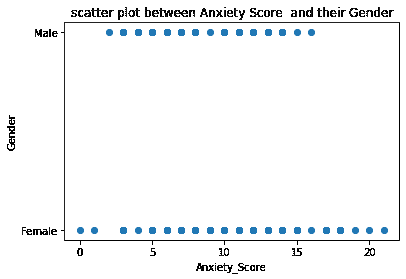 scatter plot between Anxiety Score and their Gender
Male
Gender
Female
0 5 10 15 20
Anxiety_Score